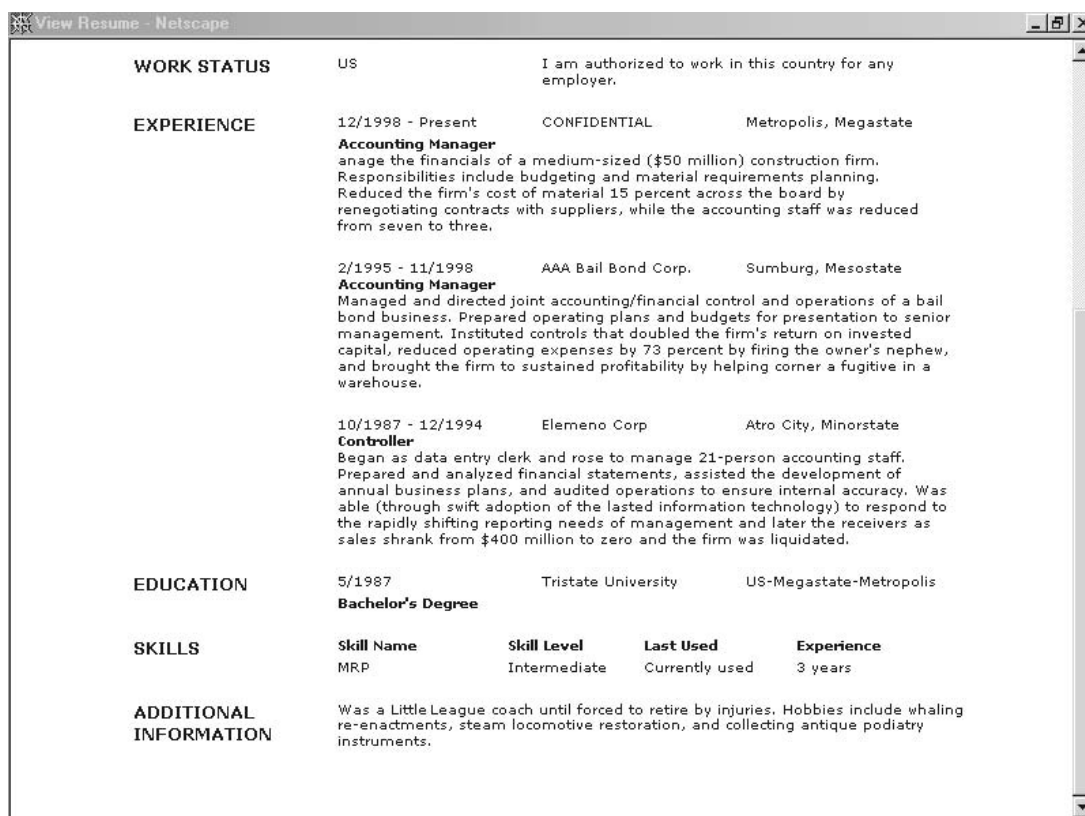 View Resume - Netscape
WORK STATUS US I am authorized to work in this country for any
employer.
EXPERIENCE 12/1998 - Present CONFIDENTIAL Metropolis, Megastate
Accounting Manager
anage the financials of a medium-sized ($50 million) construction firm.
Responsibilities include budgeting and material requirements planning.
Reduced the firm's cost of material 15 percent across the board by
renegotiating contracts with suppliers, while the accounting staff was reduced
from seven to three.
2/1995 - 11/1998 AAA Bail Bond Corp. Sumburg, Mesostate
Accounting Manager
Managed and directed joint accounting/financial control and operations of a bail
bond business. Prepared operating plans and budgets for presentation to senior
management. Instituted controls that doubled the firm's return on invested
capital, reduced operating expenses by 73 percent by firing the owner's nephew,
and brought the firm to sustained profitability by helping corner a fugitive in a
warehouse.
10/1987 - 12/1994 Elemeno Corp Atro City, Minorstate
Controller
Began as data entry clerk and rose to manage 21-person accounting staff.
Prepared and analyzed financial statements, assisted the development of
annual business plans, and audited operations to ensure internal accuracy. Was
able (through swift adoption of the lasted information technology) to respond to
the rapidly shifting reporting needs of management and later the receivers as
sales shrank from $400 million to zero and the firm was liquidated.
EDUCATION 5/1987 Tristate University US-Megastate-Metropolis
Bachelor's Degree
SKILLS Skill Name Skill Level Last Used Experience
MRP Intermediate Currently used 3 years
ADDITIONAL INFORMATION
Was a Little League coach until forced to retire by injuries. Hobbies include whaling
re-enactments, steam locomotive restoration, and collecting antique podiatry
instruments.